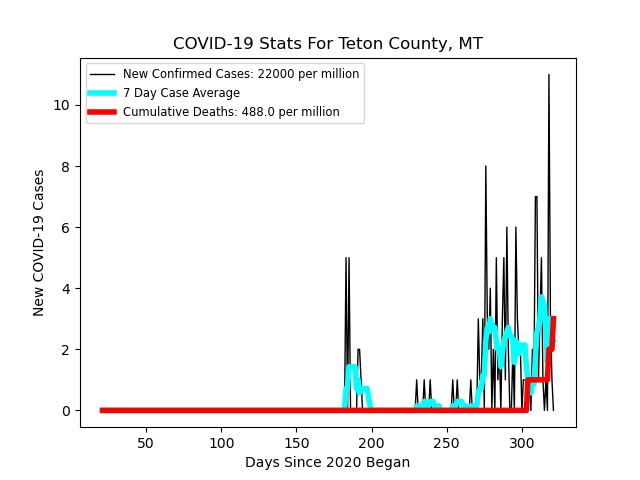 COVID-19 Stats For Teton County, MT
New Confirmed Cases: 22000 per million
7 Day Case Average
Cumulative Deaths: 488.0 per million
New COVID-19 Cases
10
8
6
4
2
0
50 100 150 200 250 300
Days Since 2020 Began